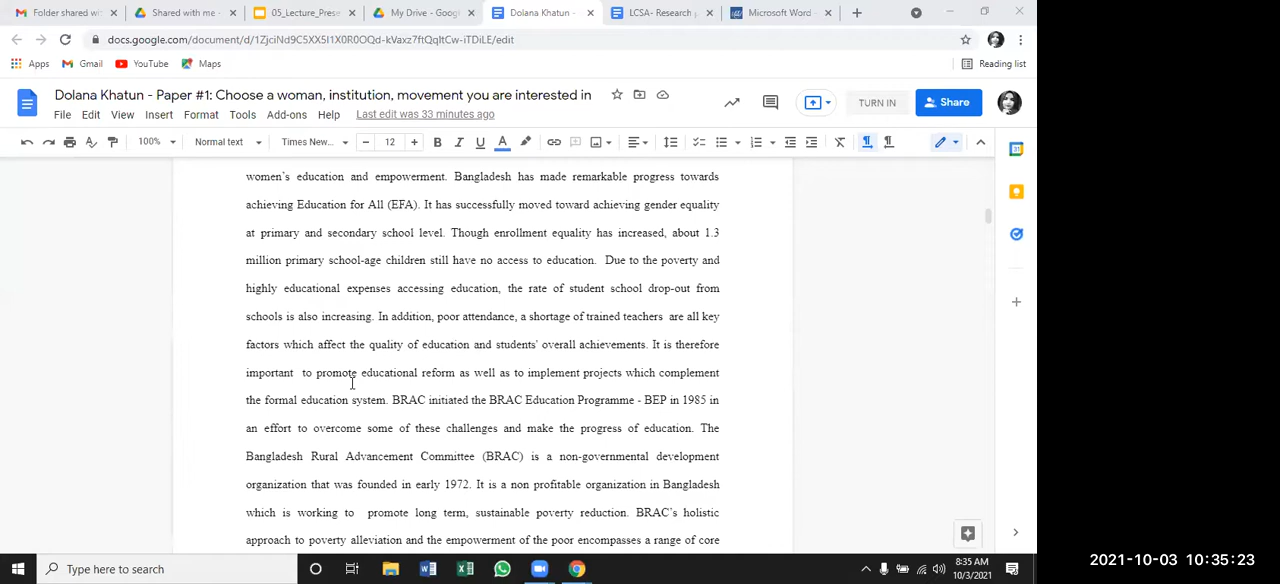 Folder shared wit
Shared with me -
05_Lecture_Prese
My Drive - Googl
Dolana Khatun -
LCSA- Research p
Microsoft Word -
docs.google.com/document/d/1ZjciNd9C5XX5I1X0R0OQd-kVaxz7ftQqItCw-iTDiLE/edit
Apps
Gmail
YouTube
Maps
Reading list
Dolana Khatun - Paper #1: Choose a woman, institution, movement you are interested in
File Edit View Insert Format Tools Add-ons Help Last edit was 33 minutes ago
TURN IN
Share
100% Normal text Times New... 12 B I U A
women's education and empowerment. Bangladesh has made remarkable progress towards
achieving Education for All (EFA). It has successfully moved toward achieving gender equality
at primary and secondary school level. Though enrollment equality has increased, about 1.3
million primary school-age children still have no access to education. Due to the poverty and
highly educational expenses accessing education, the rate of student school drop-out from
schools is also increasing. In addition, poor attendance, a shortage of trained teachers are all key
factors which affect the quality of education and students' overall achievements. It is therefore
important to promote educational reform as well as to implement projects which complement
the formal education system. BRAC initiated the BRAC Education Programme - BEP in 1985 in
an effort to overcome some of these challenges and make the progress of education. The
Bangladesh Rural Advancement Committee (BRAC) is a non-governmental development
organization that was founded in early 1972. It is a non profitable organization in Bangladesh
which is working to promote long term, sustainable poverty reduction. BRAC's holistic
approach to poverty alleviation and the empowerment of the poor encompasses a range of core
Type here to search
8:35 AM
10/3/2021
2021-10-03 10:35:23